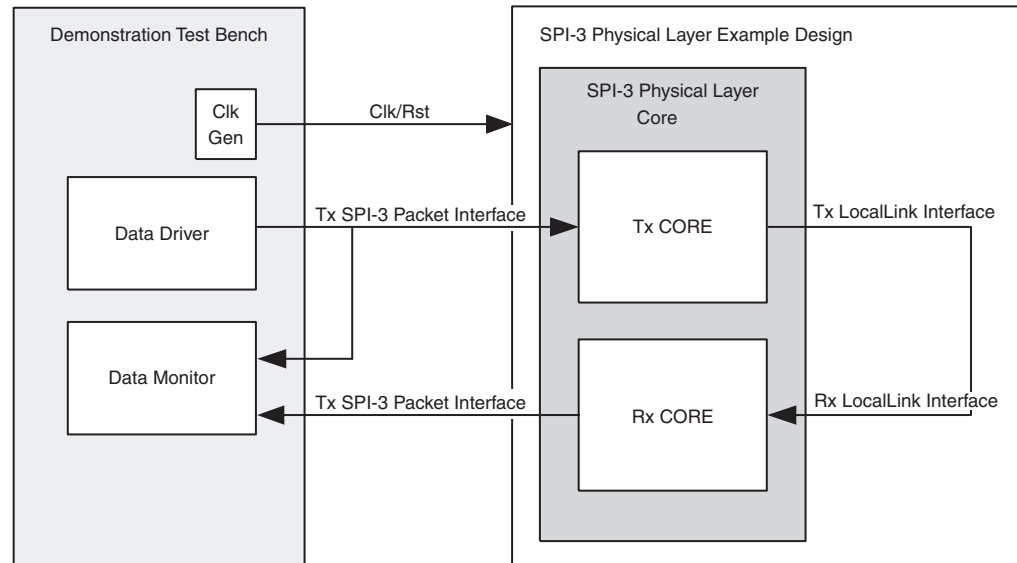 Demonstration Test Bench
SPI-3 Physical Layer Example Design
SPI-3 Physical Layer
Core
Clk
Gen
Clk/Rst
Data Driver
Tx SPI-3 Packet Interface
Tx CORE
Tx LocalLink Interface
Data Monitor
Tx SPI-3 Packet Interface
Rx CORE
Rx LocalLink Interface